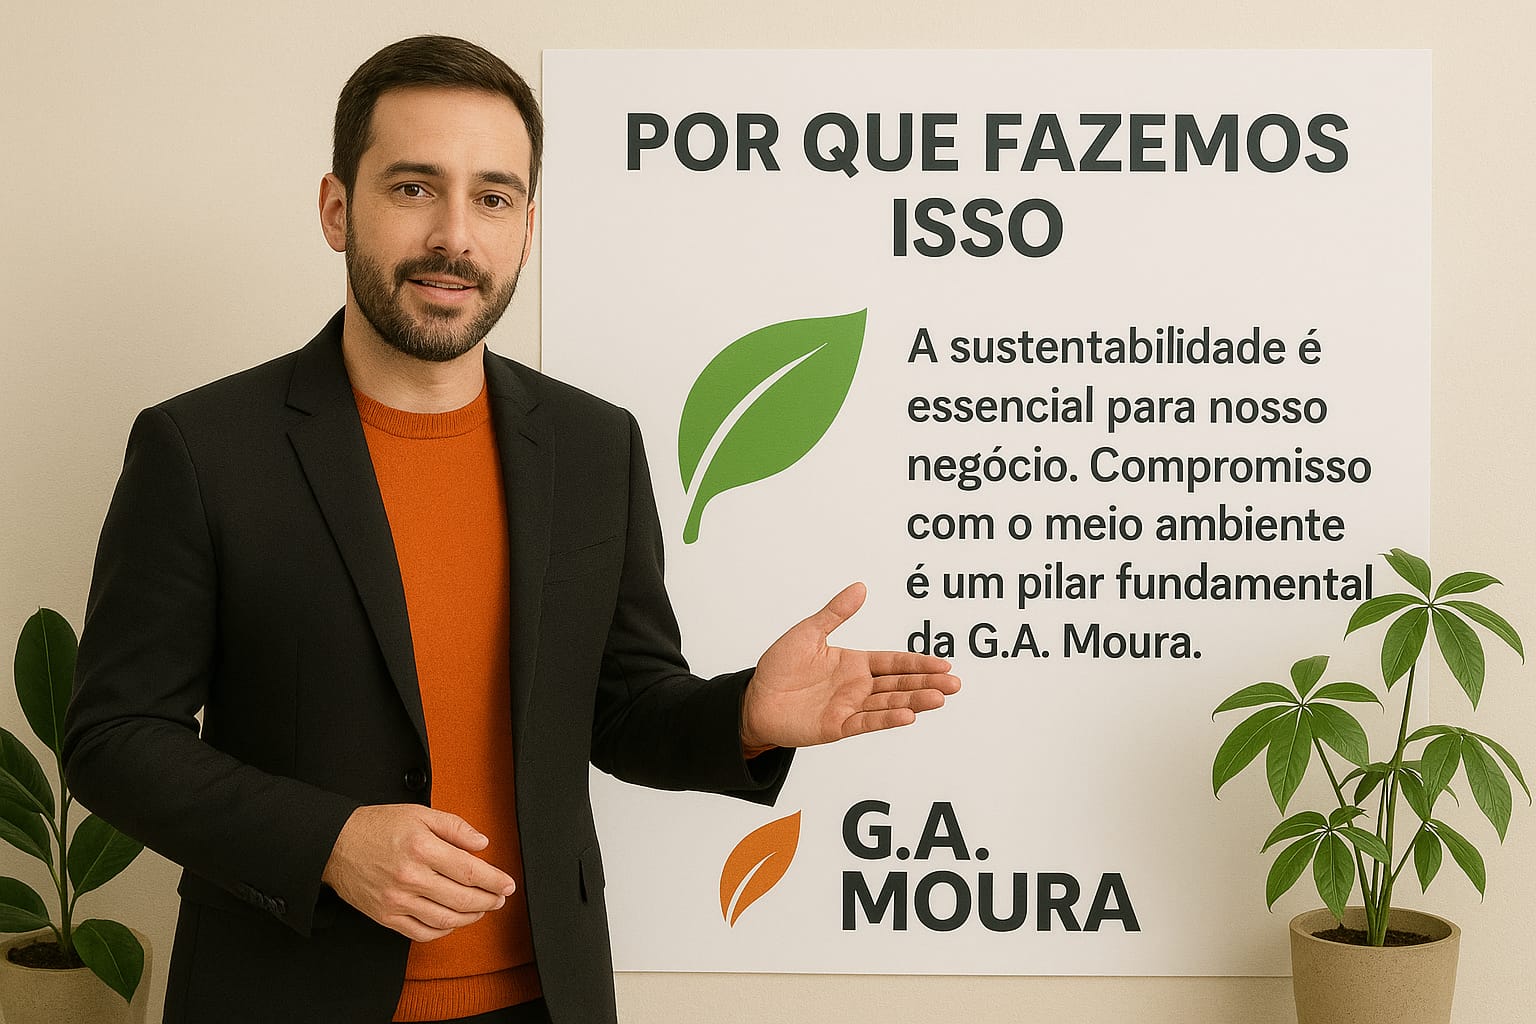 POR QUE FAZEMOS
ISSO
A sustentabilidade é
essencial para nosso
negócio. Compromisso
com o meio ambiente
é um pilar fundamental
da G.A. Moura.
G.A.
MOURA